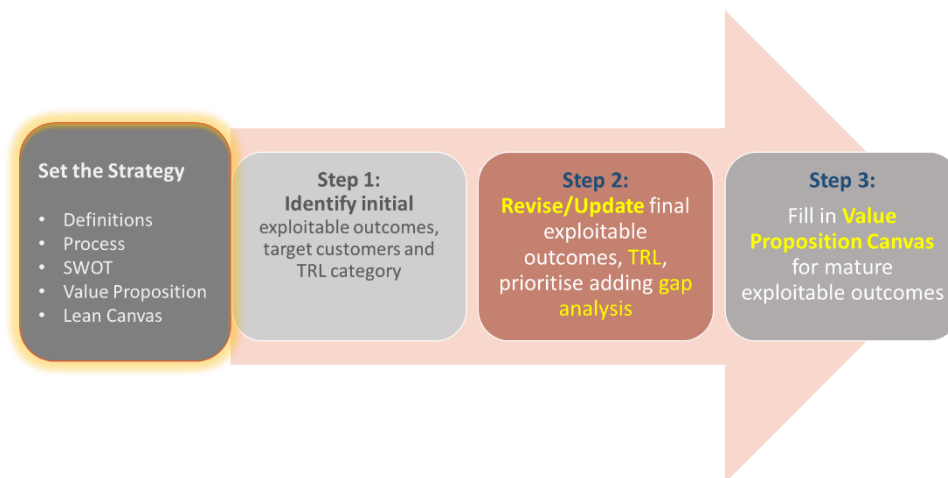 Set the Strategy
• Definitions
• Process
• SWOT
• Value Proposition
• Lean Canvas
Step 1:
Identify initial
exploitable outcomes,
target customers and
TRL category
Step 2:
Revise/Update final
exploitable
outcomes, TRL,
prioritise adding gap
analysis
Step 3:
Fill in Value
Proposition Canvas
for mature
exploitable outcomes